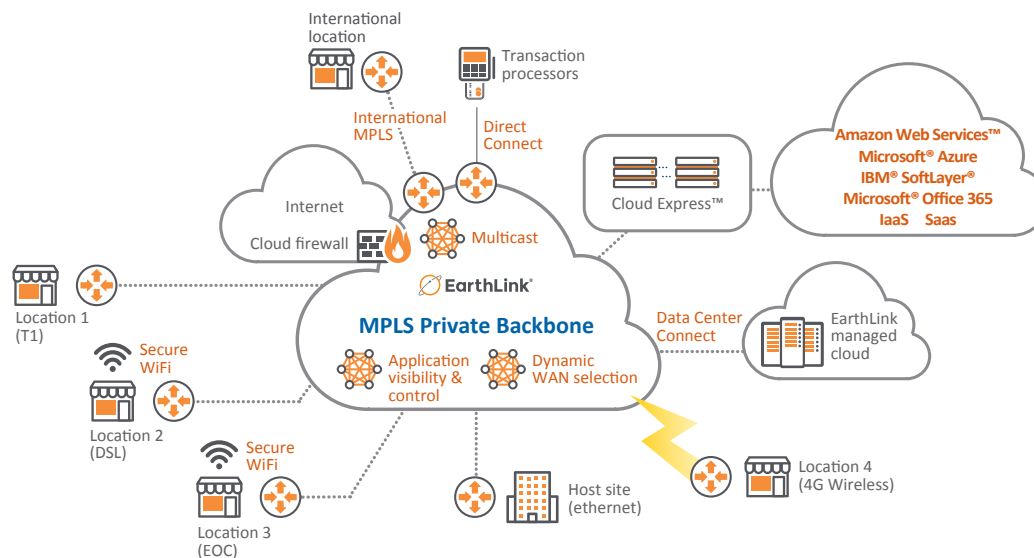 International
location
Transaction
processors
International
MPLS
Direct
Connect
Amazon Web Services™
Microsoft® Azure
IBM® SoftLayer®
Microsoft® Office 365
IaaS Saas
Cloud Express™
Internet
Cloud firewall
Multicast
EarthLink®
MPLS Private Backbone
Application
visibility &
control
Dynamic
WAN selection
Data Center
Connect
EarthLink
managed
cloud
Location 1
(T1)
Secure
WiFi
Location 2
(DSL)
Secure
WiFi
Location 3
(EOC)
Host site
(ethernet)
Location 4
(4G Wireless)